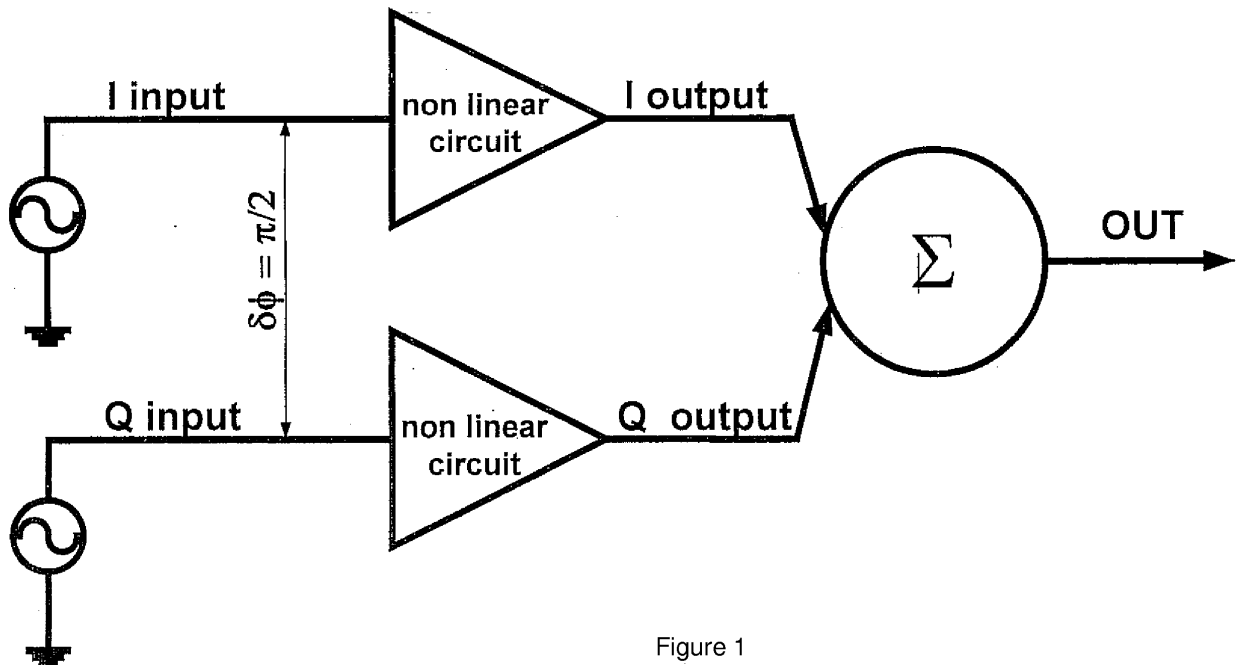 I input
non linear
circuit
I output
δϕ = π/2
Σ
OUT
Q input
non linear
circuit
Q output
Figure 1